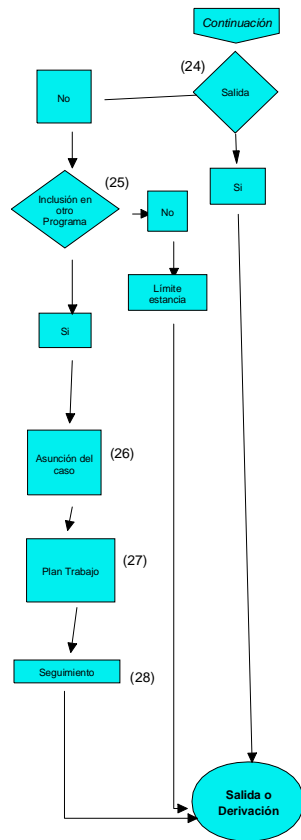 Continuación
(24)
Salida
No
(25)
Inclusión en
otro
Programa
No
Si
Límite
estancia
Si
Asunción del
caso
(26)
Plan Trabajo
(27)
Seguimiento
(28)
Salida o
Derivación